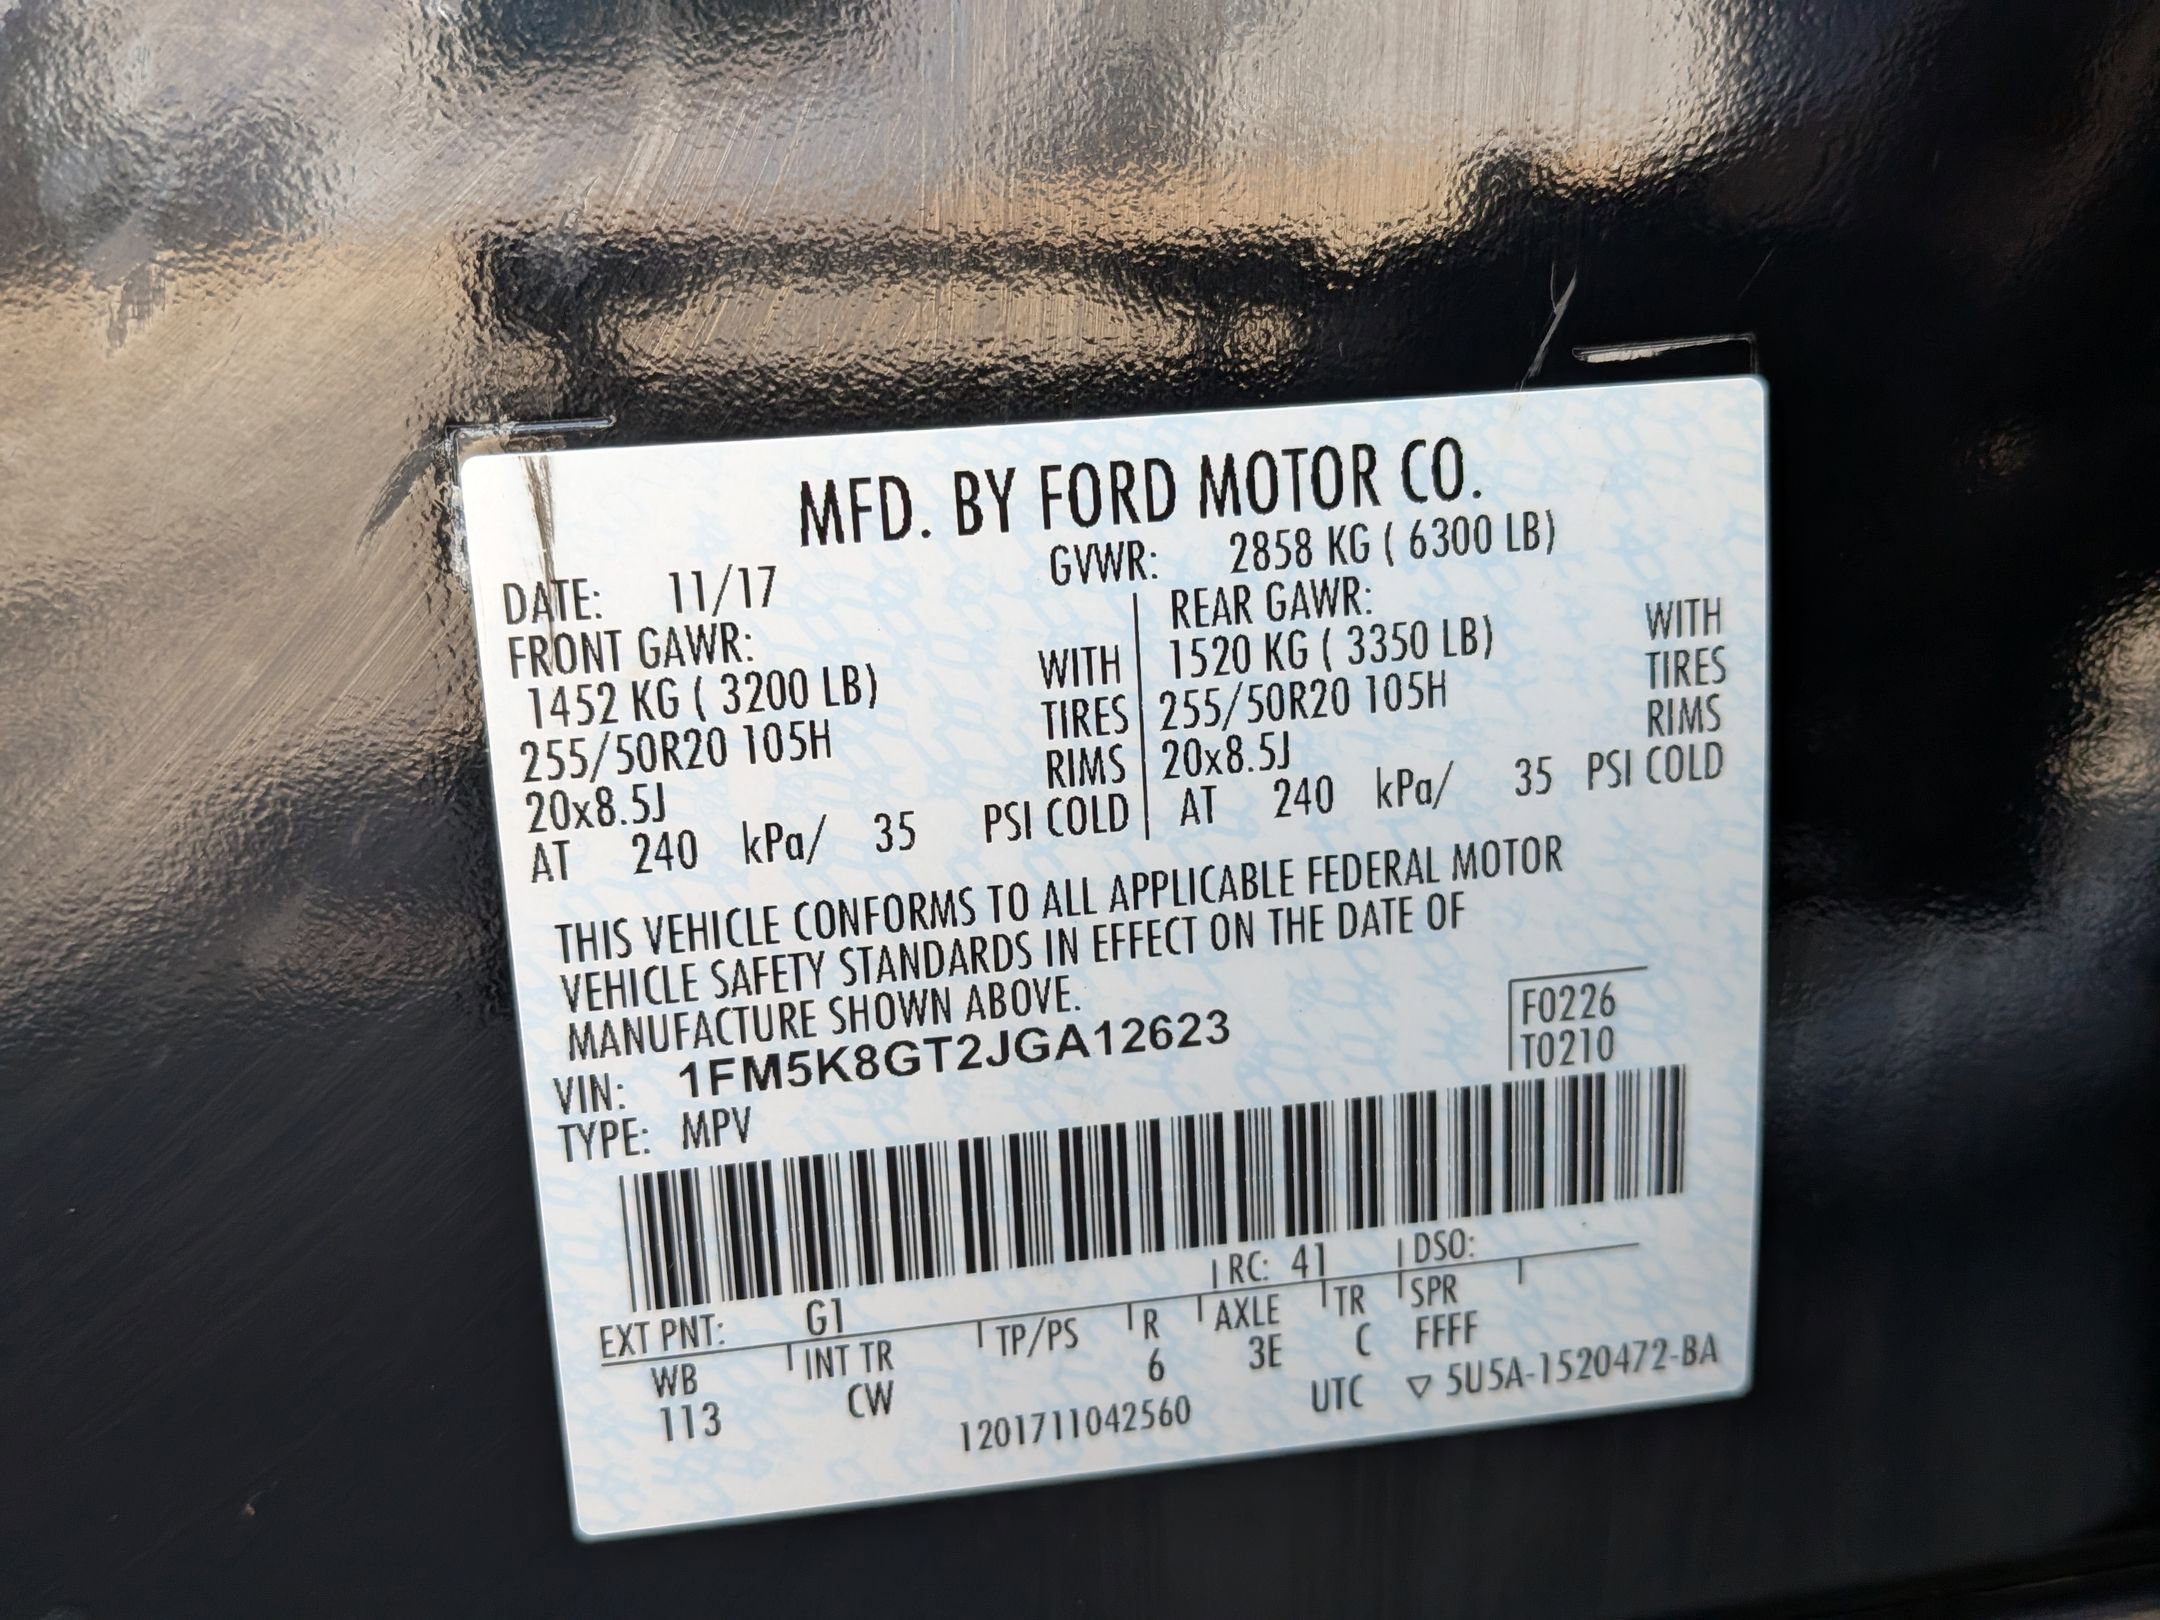 MFD. BY FORD MOTOR CO.
DATE: 11/17 GVWR: 2858 KG ( 6300 LB)
FRONT GAWR: REAR GAWR:
1452 KG ( 3200 LB) WITH 1520 KG ( 3350 LB) WITH
255/50R20 105H TIRES 255/50R20 105H TIRES
20x8.5J RIMS 20x8.5J RIMS
AT 240 kPa/ 35 PSI COLD AT 240 kPa/ 35 PSI COLD
THIS VEHICLE CONFORMS TO ALL APPLICABLE FEDERAL MOTOR
VEHICLE SAFETY STANDARDS IN EFFECT ON THE DATE OF
MANUFACTURE SHOWN ABOVE.
VIN: 1FM5K8GT2JGA12623 F0226
TYPE: MPV T0210
EXT PNT: G1 RC: 41 DSO:
WB INT TR TP/PS R AXLE TR SPR
113 CW 6 3E C FFFF
1201711042560 UTC ▽ 5U5A-1520472-BA